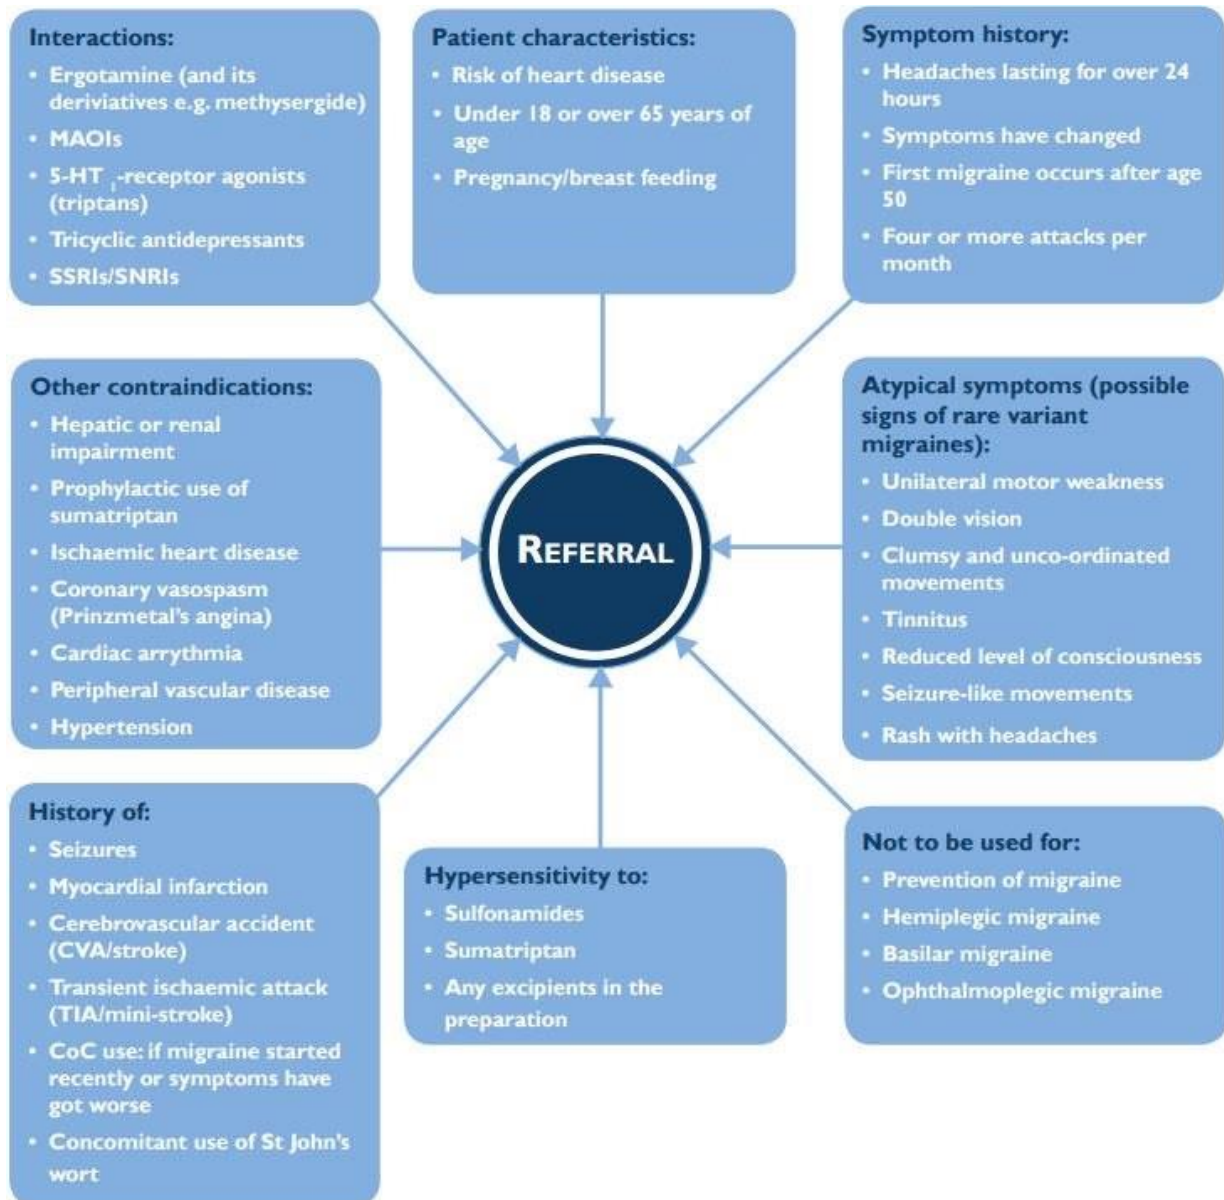 Interactions:
• Ergotamine (and its
deriviatives e.g. methysergide)
• MAOIs
• 5-HT₁-receptor agonists
(triptans)
• Tricyclic antidepressants
• SSRIs/SNRIs
Patient characteristics:
• Risk of heart disease
• Under 18 or over 65 years of
age
• Pregnancy/breast feeding
Symptom history:
• Headaches lasting for over 24
hours
• Symptoms have changed
• First migraine occurs after age
50
• Four or more attacks per
month
Other contraindications:
• Hepatic or renal
impairment
• Prophylactic use of
sumatriptan
• Ischaemic heart disease
• Coronary vasospasm
(Prinzmetal's angina)
• Cardiac arrythmia
• Peripheral vascular disease
• Hypertension
REFERRAL
Atypical symptoms (possible
signs of rare variant
migraines):
• Unilateral motor weakness
• Double vision
• Clumsy and unco-ordinated
movements
• Tinnitus
• Reduced level of consciousness
• Seizure-like movements
• Rash with headaches
History of:
• Seizures
• Myocardial infarction
• Cerebrovascular accident
(CVA/stroke)
• Transient ischaemic attack
(TIA/mini-stroke)
• CoC use: if migraine started
recently or symptoms have
got worse
• Concomitant use of St John's
wort
Hypersensitivity to:
• Sulfonamides
• Sumatriptan
• Any excipients in the
preparation
Not to be used for:
• Prevention of migraine
• Hemiplegic migraine
• Basilar migraine
• Ophthalmoplegic migraine